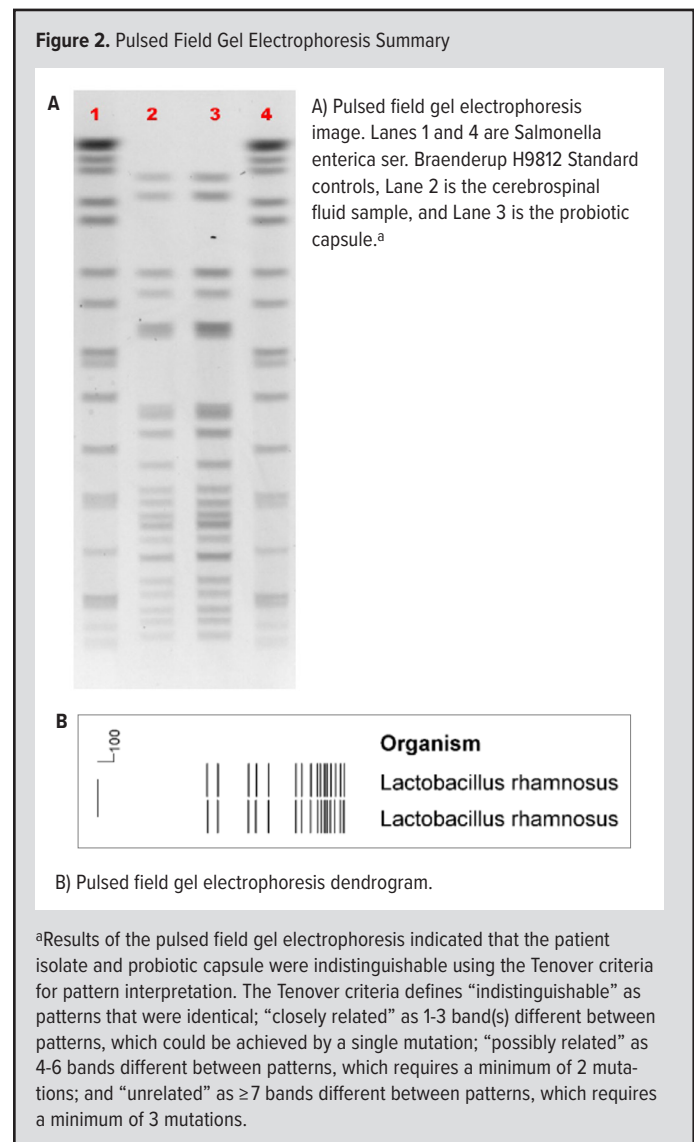 Figure 2. Pulsed Field Gel Electrophoresis Summary
A
1 2 3 4
A) Pulsed field gel electrophoresis
image. Lanes 1 and 4 are Salmonella
enterica ser. Braenderup H9812 Standard
controls, Lane 2 is the cerebrospinal
fluid sample, and Lane 3 is the probiotic
capsule.a
B
100
Organism
Lactobacillus rhamnosus
Lactobacillus rhamnosus
B) Pulsed field gel electrophoresis dendrogram.
aResults of the pulsed field gel electrophoresis indicated that the patient
isolate and probiotic capsule were indistinguishable using the Tenover criteria
for pattern interpretation. The Tenover criteria defines “indistinguishable” as
patterns that were identical; “closely related” as 1-3 band(s) different between
patterns, which could be achieved by a single mutation; “possibly related” as
4-6 bands different between patterns, which requires a minimum of 2 muta-
tions; and “unrelated” as ≥7 bands different between patterns, which requires
a minimum of 3 mutations.